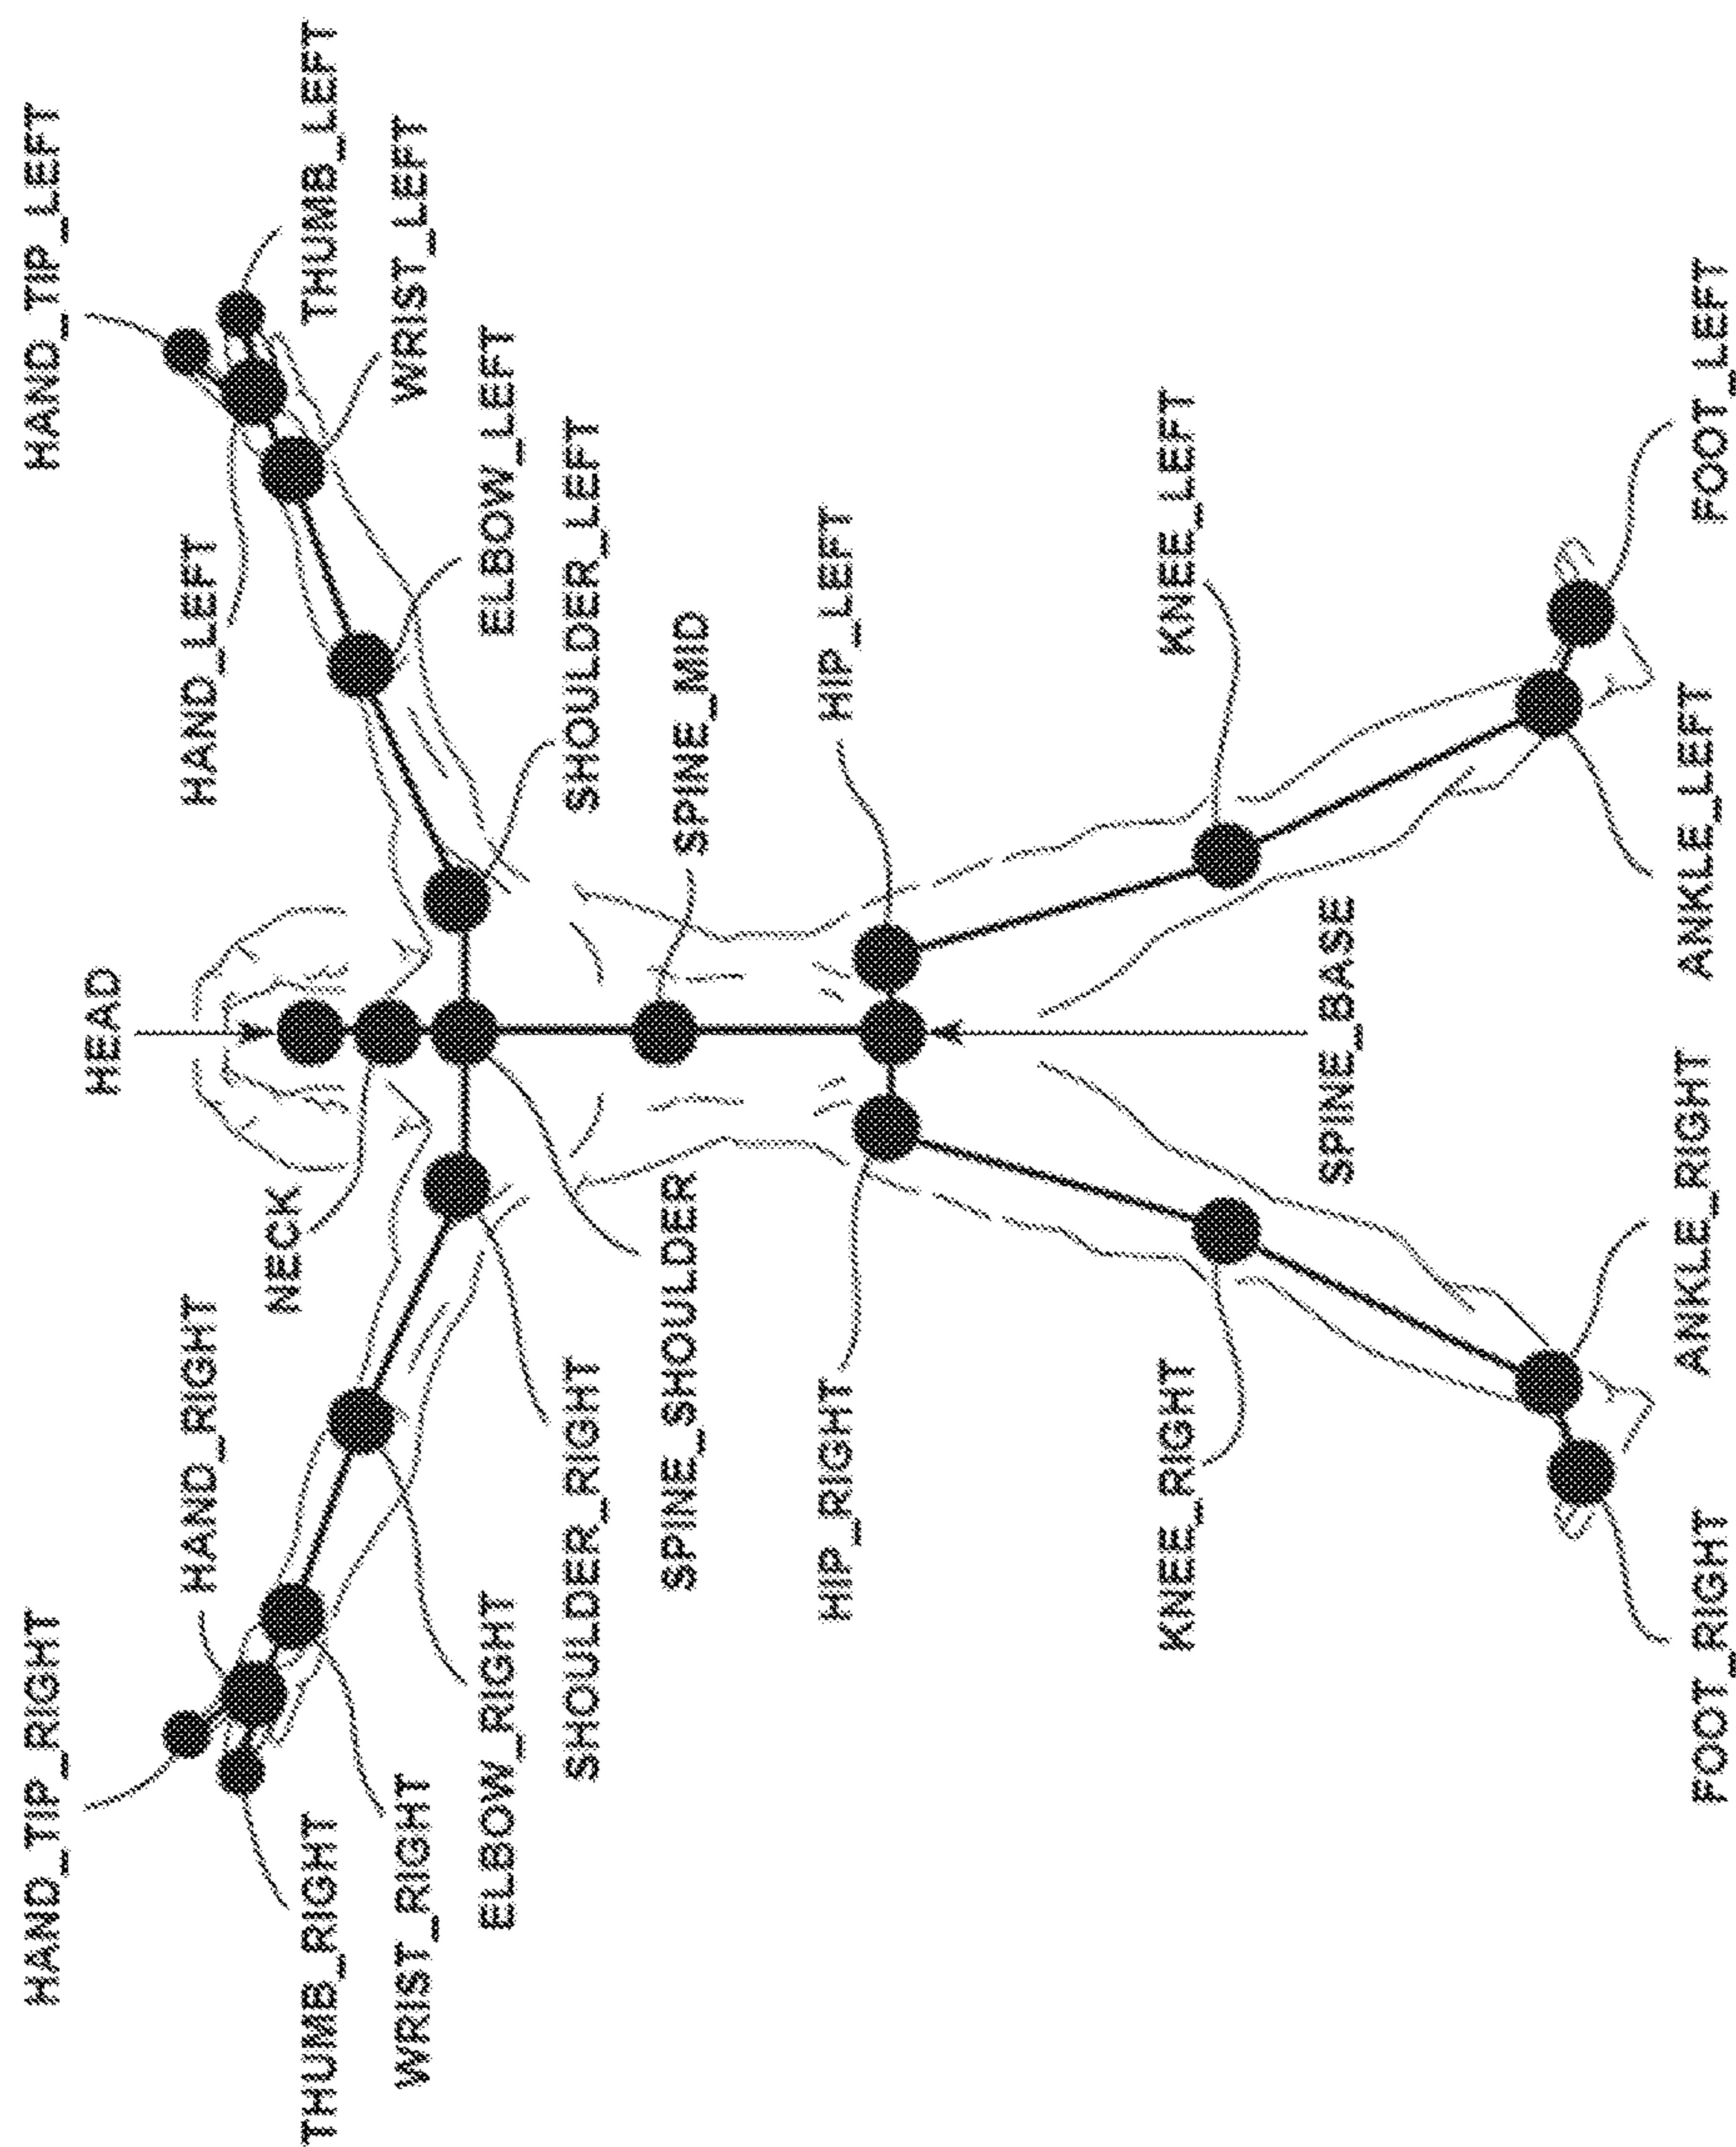 HEAD
HAND_TIP_LEFT
THUMB_LEFT
WRIST_LEFT
HAND_LEFT
ELBOW_LEFT
SHOULDER_LEFT
SPINE_MID
HIP_LEFT
KNEE_LEFT
FOOT_LEFT
ANKLE_LEFT
SPINE_BASE
NECK
SPINE_SHOULDER
HAND_TIP_RIGHT
HAND_RIGHT
THUMB_RIGHT
WRIST_RIGHT
ELBOW_RIGHT
SHOULDER_RIGHT
HIP_RIGHT
KNEE_RIGHT
ANKLE_RIGHT
FOOT_RIGHT